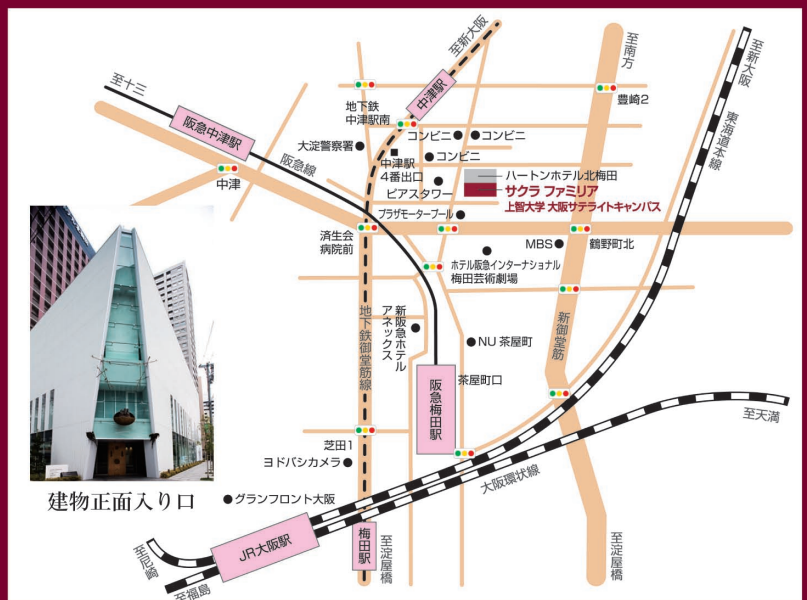 至新大阪
至南方
至新大阪
東海道本線
至十三
阪急中津駅
阪急線
中津
地下鉄
中津駅南
中津駅
豊崎2
コンビニ
コンビニ
大淀警察署
中津駅
4番出口
コンビニ
ピアスタワー
ハートンホテル北梅田
サクラ ファミリア
上智大学 大阪サテライトキャンパス
プラザモータープール
済生会
病院前
MBS
鶴野町北
ホテル阪急インターナショナル
梅田芸術劇場
地下鉄御堂筋線
新阪急ホテル
アネックス
新御堂筋
NU 茶屋町
茶屋町口
阪急梅田駅
至天満
芝田1
ヨドバシカメラ
大阪環状線
グランフロント大阪
建物正面入り口
JR大阪駅
梅田駅
至淀屋橋
至淀屋橋
至尼崎
至福島